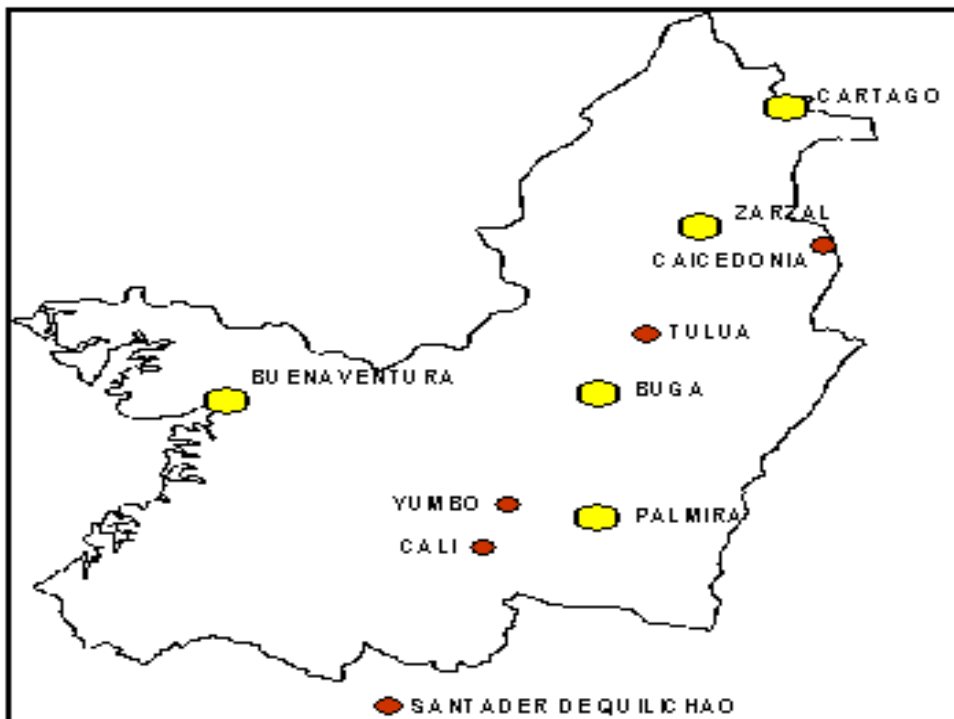 CARTAGO
ZARZAL
CAICEDONIA
TULUA
BUENAVENTURA
BUGA
YUMBO
PALMIRA
CALI
SANTADER DE QUILICHAO